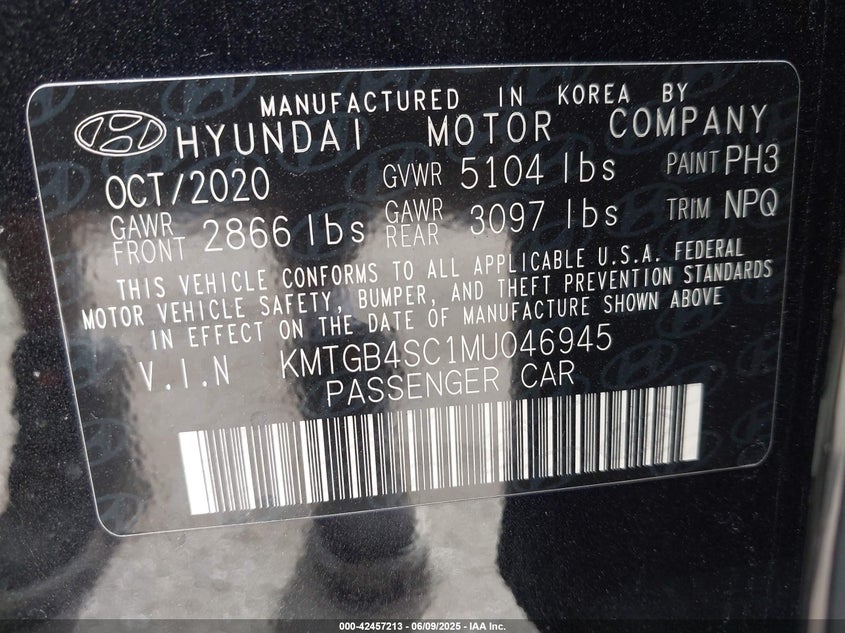 MANUFACTURED IN KOREA BY
HYUNDAI MOTOR COMPANY
OCT/2020 GVWR 5104 lbs PAINT PH3
GAWR FRONT 2866 lbs GAWR REAR 3097 lbs TRIM NPQ
THIS VEHICLE CONFORMS TO ALL APPLICABLE U.S.A. FEDERAL
MOTOR VEHICLE SAFETY, BUMPER, AND THEFT PREVENTION STANDARDS
IN EFFECT ON THE DATE OF MANUFACTURE SHOWN ABOVE
V.I.N KMTGB4SC1MU046945
PASSENGER CAR
000-42457213 - 06/09/2025 - IAA Inc.